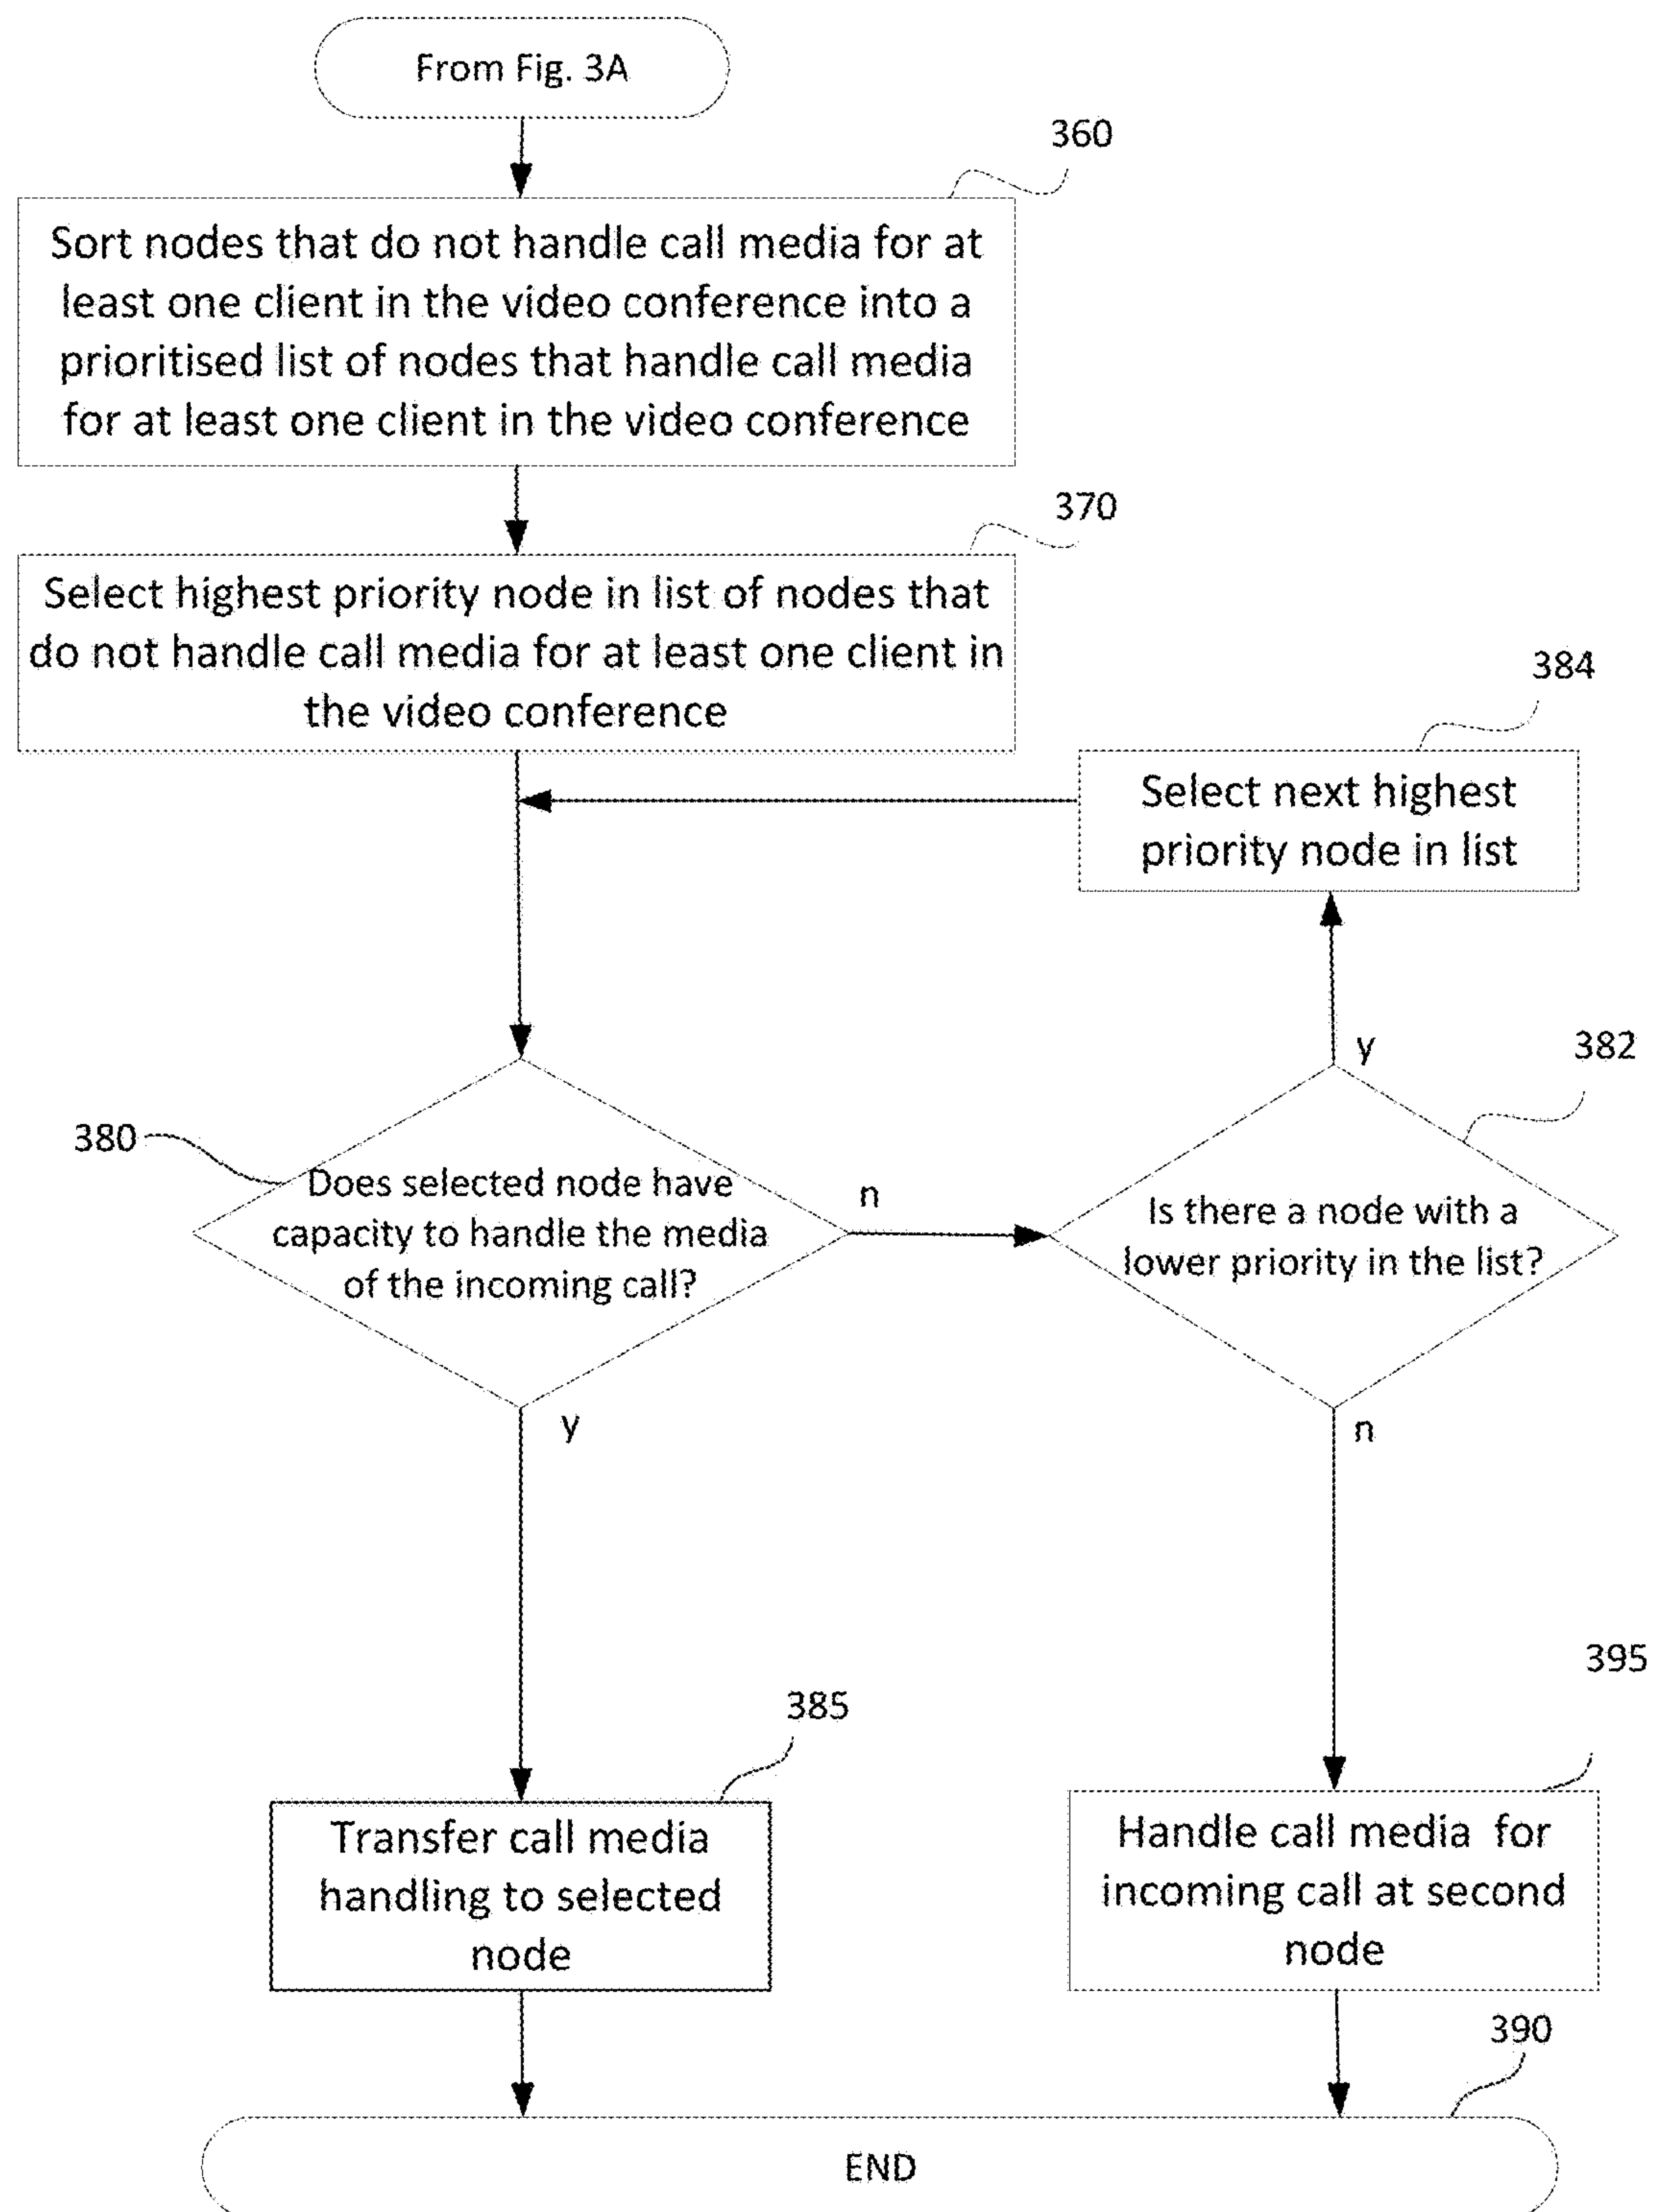 From Fig. 3A
360
Sort nodes that do not handle call media for at
least one client in the video conference into a
prioritised list of nodes that handle call media
for at least one client in the video conference
370
Select highest priority node in list of nodes that
do not handle call media for at least one client in
the video conference
384
Select next highest
priority node in list
382
y
380
Does selected node have
capacity to handle the media
of the incoming call?
n
Is there a node with a
lower priority in the list?
y
n
395
385
Transfer call media
handling to selected
node
Handle call media for
incoming call at second
node
390
END